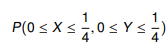 P(0 ≤ X ≤ 1/4, 0 ≤ Y ≤ 1/4)